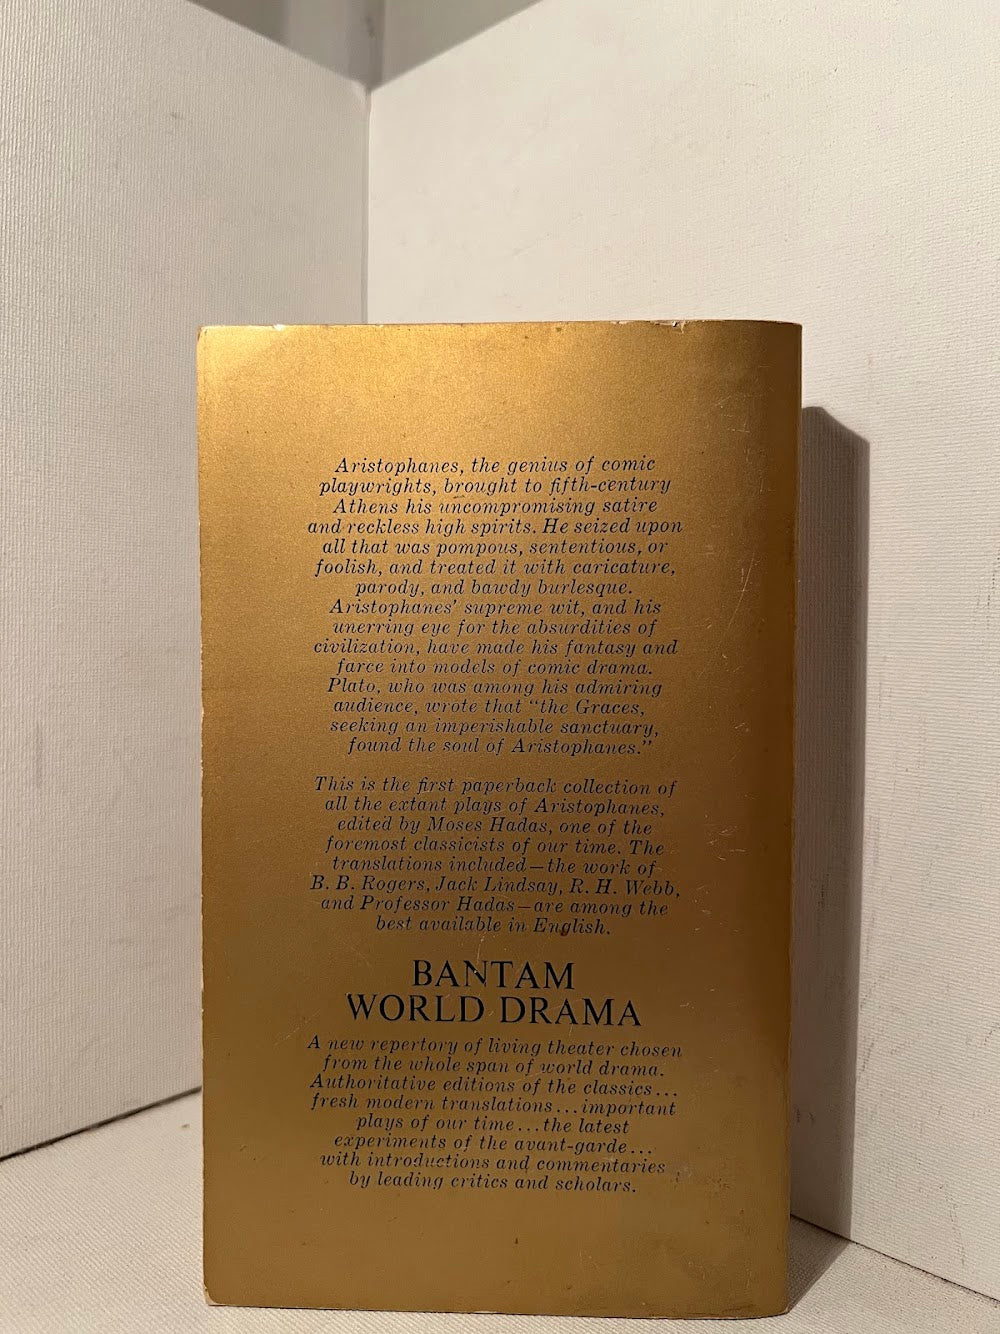 Aristophanes, the genius of comic
playwrights, brought to fifth-century
Athens his uncompromising satire
and reckless high spirits. He seized upon
all that was pompous, sententious, or
foolish, and treated it with caricature,
parody, and bawdy burlesque.
Aristophanes' supreme wit, and his
unerring eye for the absurdities of
civilization, have made his fantasy and
farce into models of comic drama.
Plato, who was among his admiring
audience, wrote that "the Graces,
seeking an imperishable sanctuary,
found the soul of Aristophanes."
This is the first paperback collection of
all the extant plays of Aristophanes,
edited by Moses Hadas, one of the
foremost classicists of our time. The
translations included—the work of
B. B. Rogers, Jack Lindsay, R. H. Webb,
and Professor Hadas—are among the
best available in English.
BANTAM
WORLD DRAMA
A new repertory of living theater chosen
from the whole span of world drama.
Authoritative editions of the classics...
fresh modern translations...important
plays of our time...the latest
experiments of the avant-garde...
with introductions and commentaries
by leading critics and scholars.